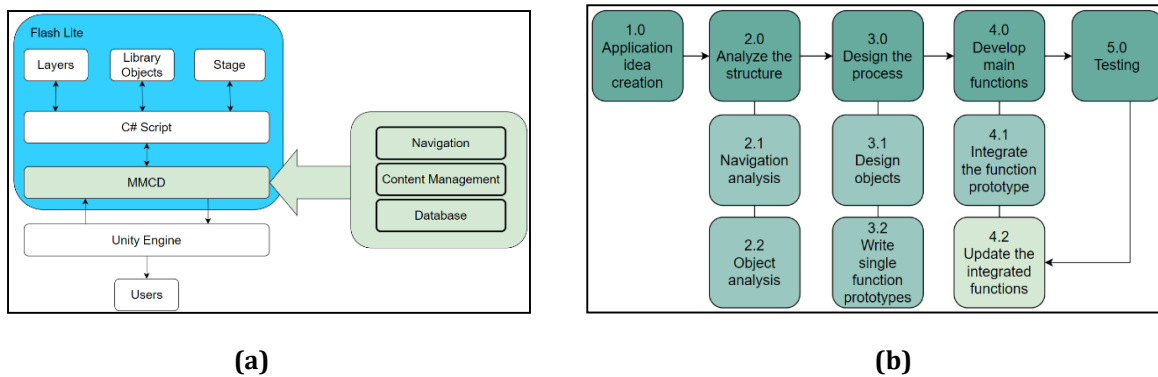 Flash Lite
Layers
Library
Objects
Stage
C# Script
MMCD
Unity Engine
Users
Navigation
Content Management
Database
(a)
1.0
Application
idea
creation
2.0
Analyze the
structure
3.0
Design the
process
4.0
Develop
main
functions
5.0
Testing
2.1
Navigation
analysis
3.1
Design
objects
4.1
Integrate
the function
prototype
2.2
Object
analysis
3.2
Write
single
function
prototypes
4.2
Update the
integrated
functions
(b)